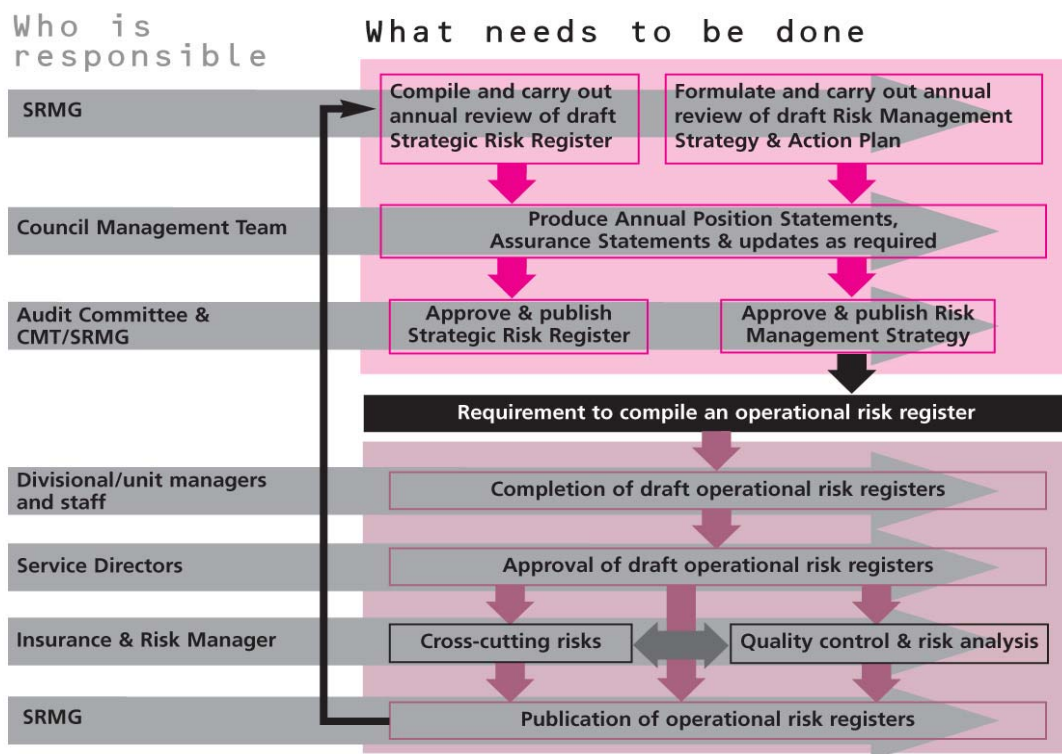 Who is
responsible
What needs to be done
SRMG
Compile and carry out
annual review of draft
Strategic Risk Register
Formulate and carry out annual
review of draft Risk Management
Strategy & Action Plan
Council Management Team
Produce Annual Position Statements,
Assurance Statements & updates as required
Audit Committee &
CMT/SRMG
Approve & publish
Strategic Risk Register
Approve & publish Risk
Management Strategy
Requirement to compile an operational risk register
Divisional/unit managers
and staff
Completion of draft operational risk registers
Service Directors
Approval of draft operational risk registers
Insurance & Risk Manager
Cross-cutting risks
Quality control & risk analysis
SRMG
Publication of operational risk registers